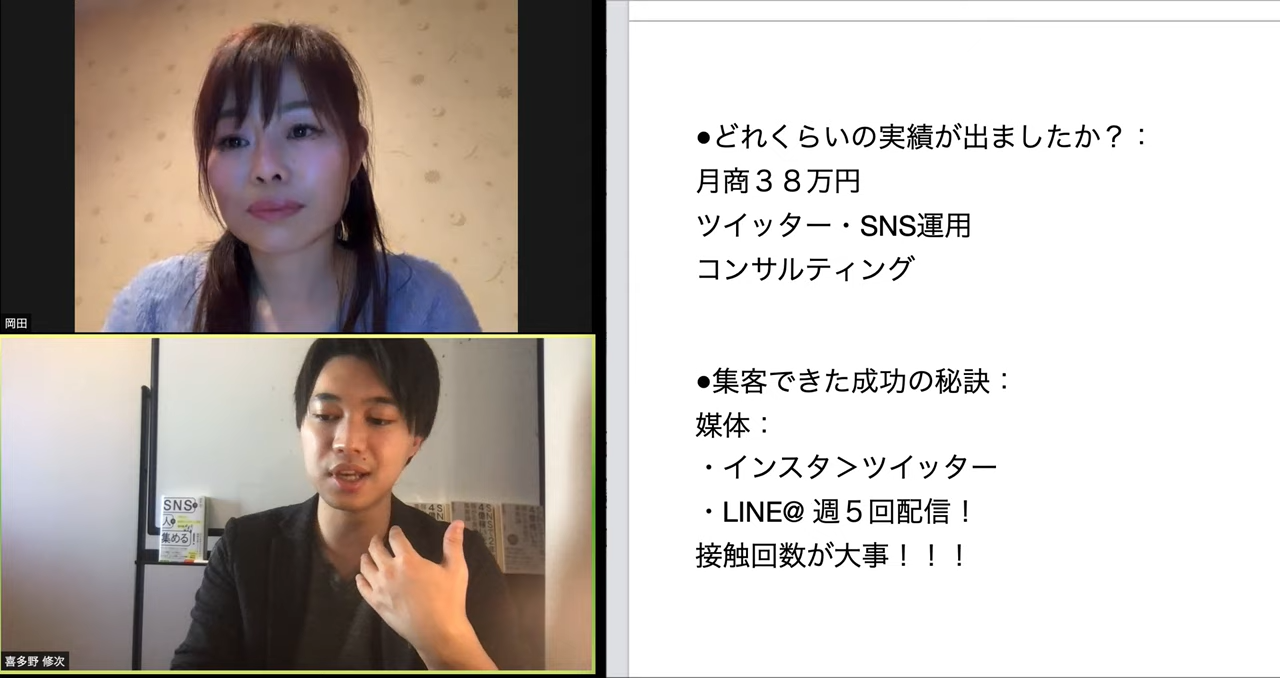 ●どれくらいの実績が出ましたか？：
月商３８万円
ツイッター・SNS運用
コンサルティング
●集客できた成功の秘訣：
媒体：
・インスタ＞ツイッター
・LINE@ 週５回配信！
接触回数が大事！！！
岡田
喜多野 修次
SNS
人
集める